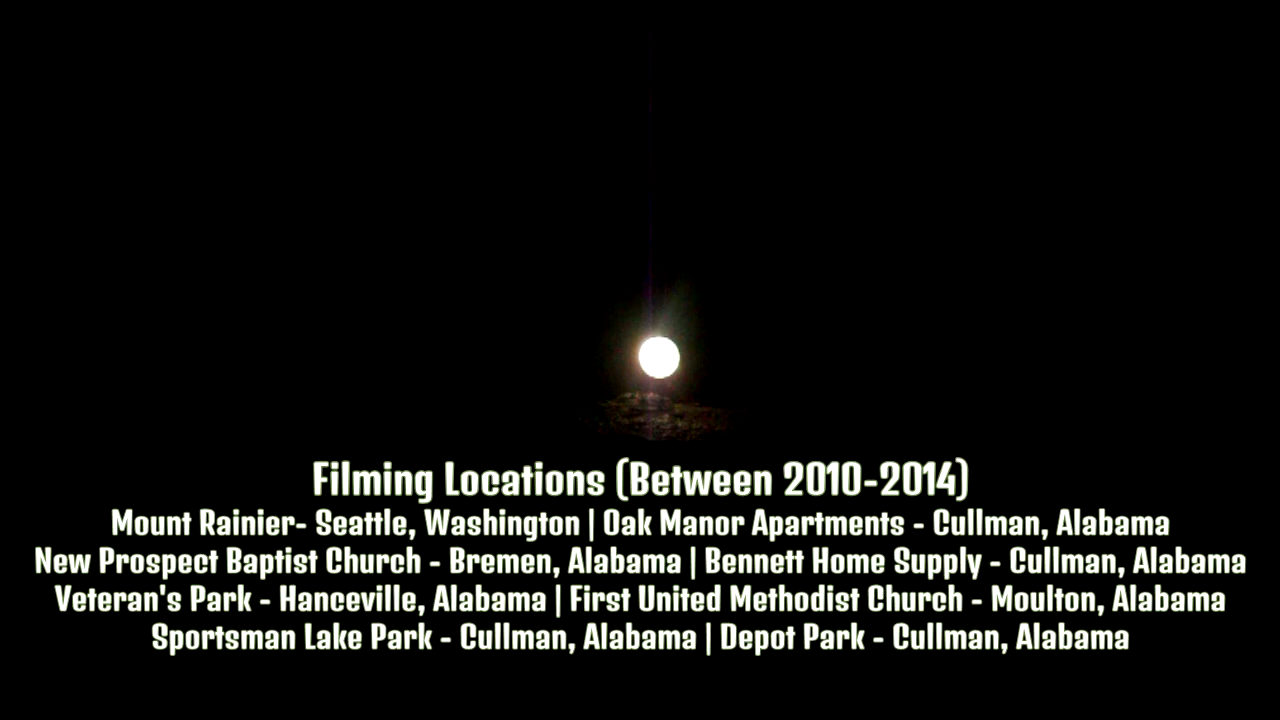 Filming Locations (Between 2010-2014)
Mount Rainier- Seattle, Washington | Oak Manor Apartments - Cullman, Alabama
New Prospect Baptist Church - Bremen, Alabama | Bennett Home Supply - Cullman, Alabama
Veteran's Park - Hanceville, Alabama | First United Methodist Church - Moulton, Alabama
Sportsman Lake Park - Cullman, Alabama | Depot Park - Cullman, Alabama